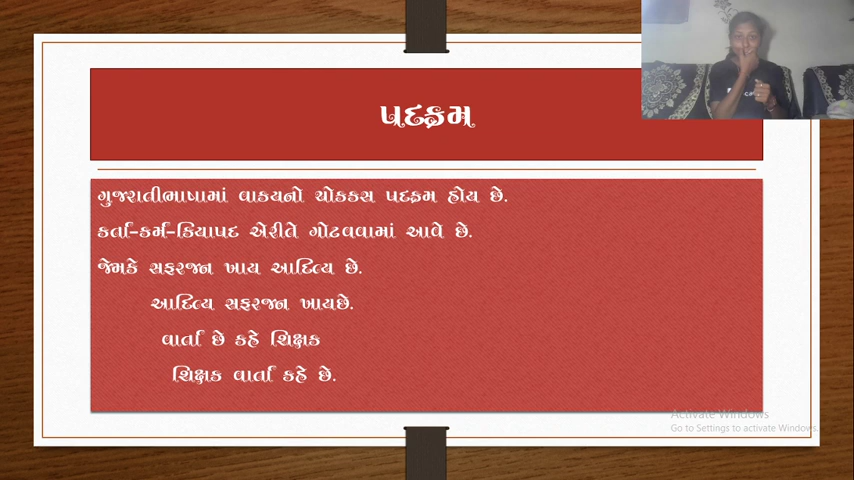 પદક્રમ
ગુજરાતીભાષામાં વાકયનો ચોકકસ પદક્રમ હોય છે.
કર્તા-કર્મ-ક્રિયાપદ એરીતે ગોઠવવામાં આવે છે.
જેમકે સફરજન ખાય આદિત્ય છે.
આદિત્ય સફરજન ખાયછે.
વાર્તા છે કહે શિક્ષક
શિક્ષક વાર્તા કહે છે.
Activate Windows
Go to Settings to activate Windows.